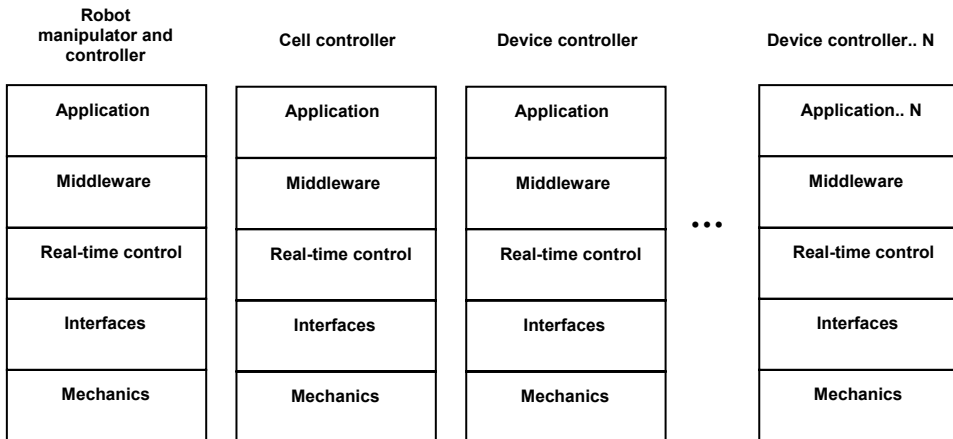 Robot
manipulator and
controller
Cell controller
Device controller
Device controller.. N
Application
Application
Application
Application.. N
Middleware
Middleware
Middleware
Middleware
...
Real-time control
Real-time control
Real-time control
Real-time control
Interfaces
Interfaces
Interfaces
Interfaces
Mechanics
Mechanics
Mechanics
Mechanics